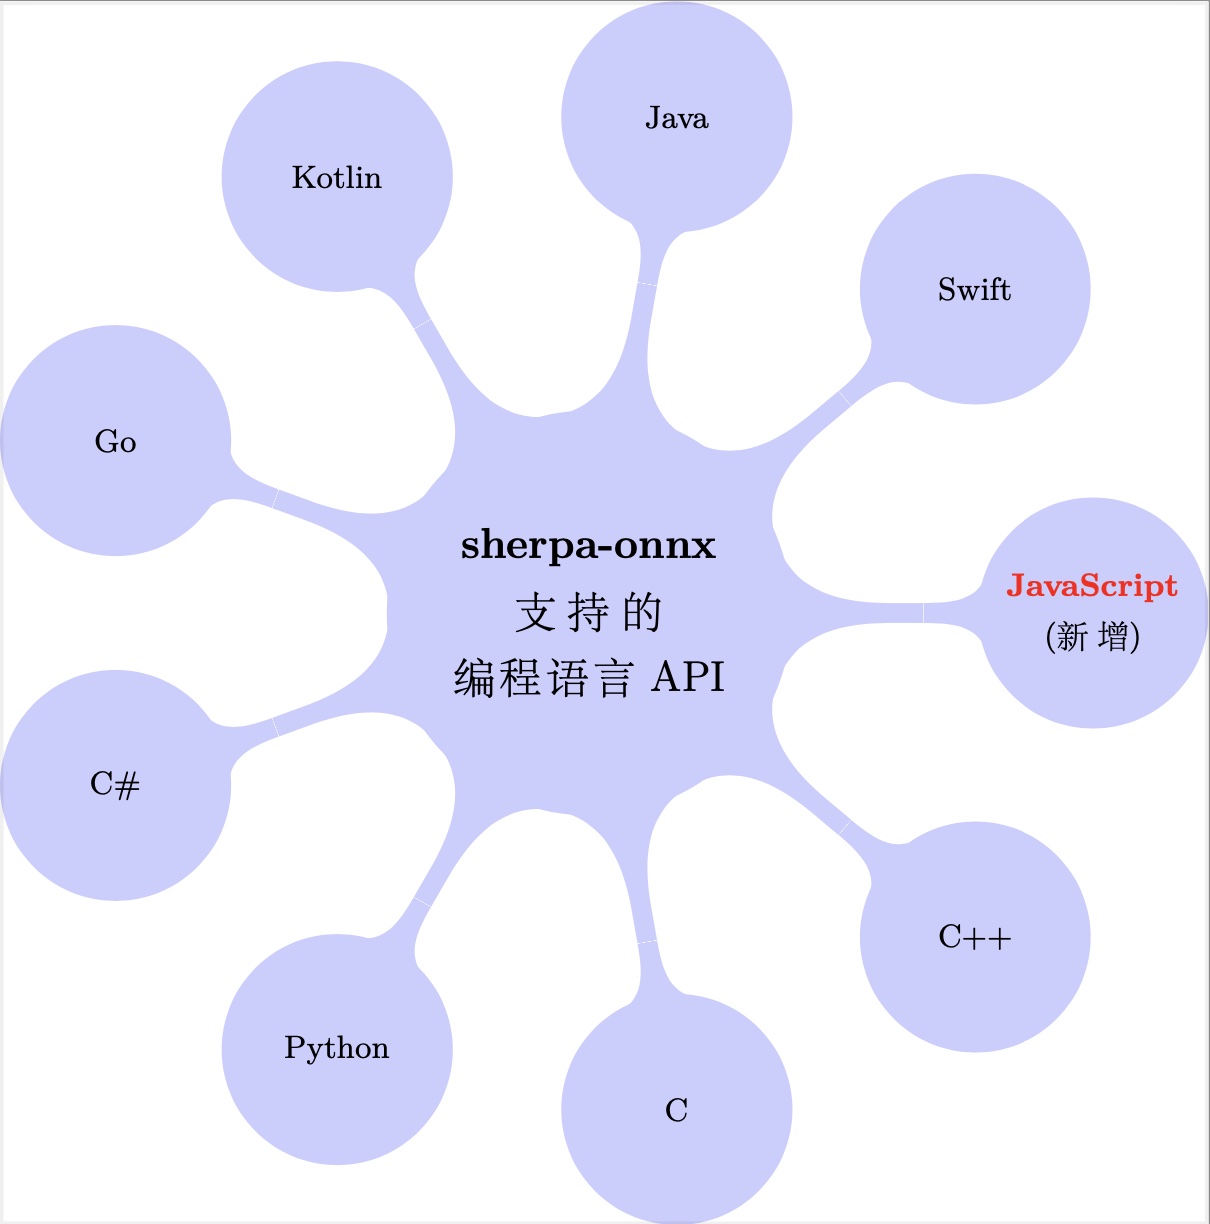 Java
Kotlin
Swift
Go
sherpa-onnx
支持的
编程语言 API
JavaScript
(新增)
C#
C++
Python
C